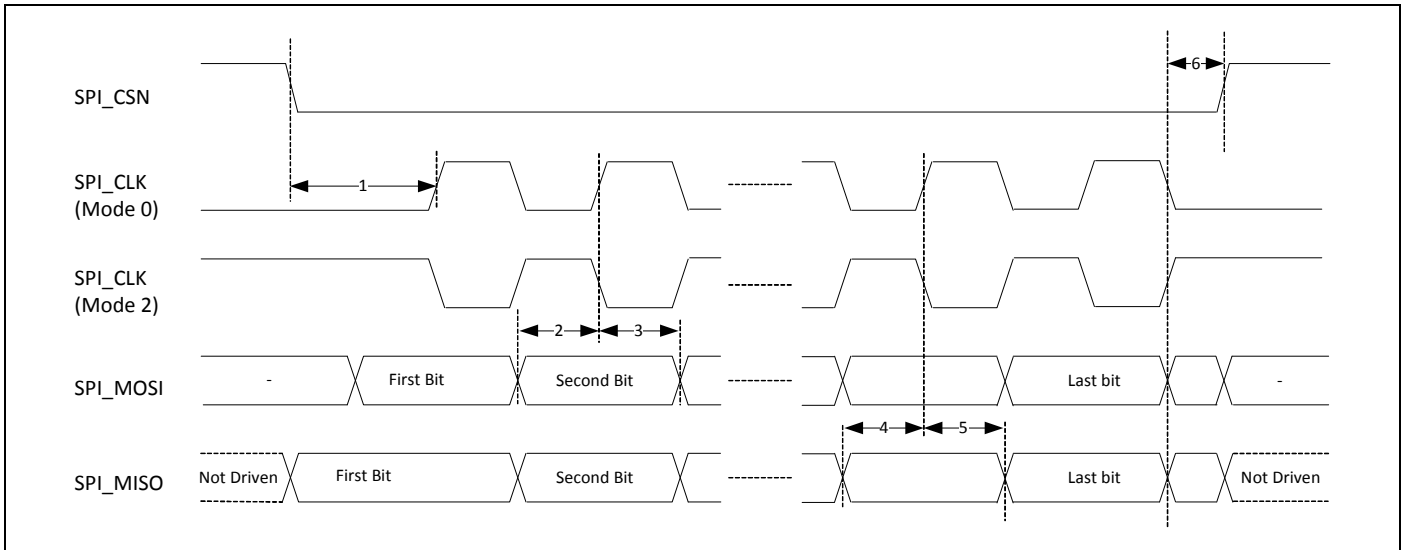 6
SPI_CSN
SPI_CLK
(Mode 0)
1
SPI_CLK
(Mode 2)
2 3
SPI_MOSI - First Bit Second Bit Last bit -
4 5
SPI_MISO Not Driven First Bit Second Bit Last bit Not Driven